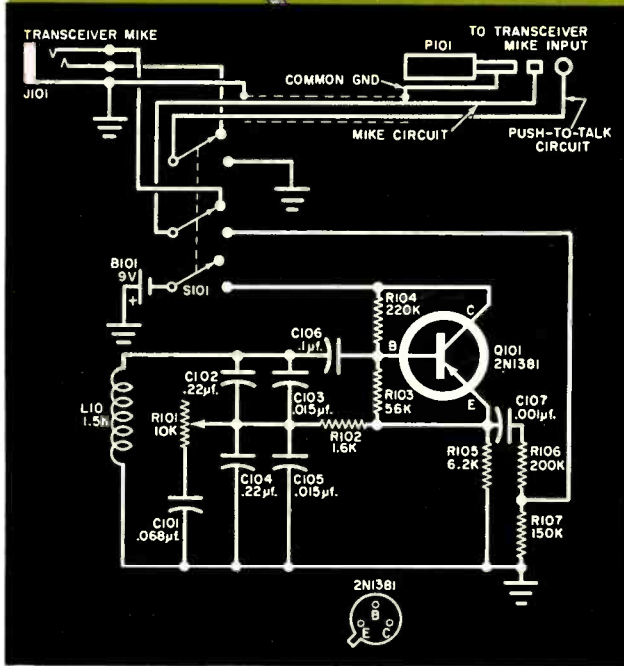 TRANSCEIVER MIKE
J101
TO TRANSCEIVER
MIKE INPUT
P101
COMMON GND
MIKE CIRCUIT
PUSH-TO-TALK
CIRCUIT
B101
9V
+
S101
R104
220K
C
B
E
Q101
2N1381
C106
.1µf.
C102
.22µf.
C103
.015µf.
R103
56K
C107
.001µf.
L10
1.5h
R101
10K
R102
1.6K
R105
6.2K
R106
200K
C104
.22µf.
C105
.015µf.
C101
.068µf.
R107
150K
2N1381
B
E C